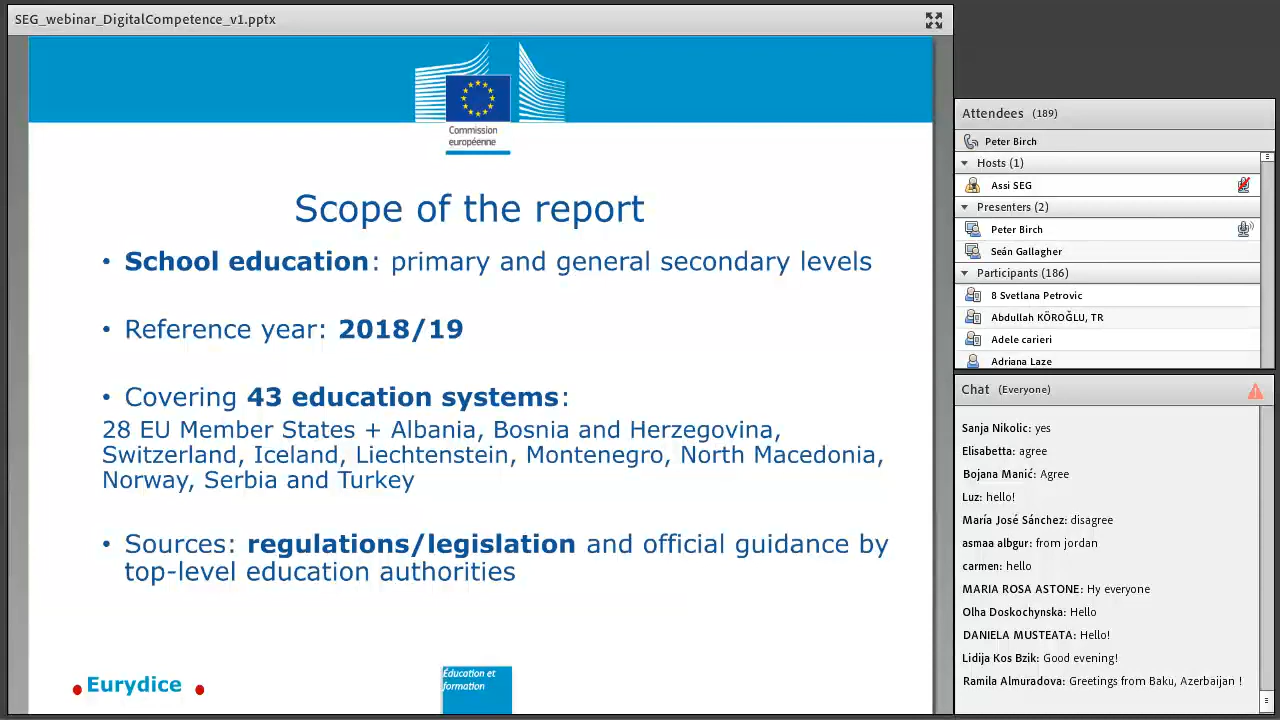 SEG_webinar_DigitalCompetence_v1.pptx
Commission
européenne
Scope of the report
• School education: primary and general secondary levels
• Reference year: 2018/19
• Covering 43 education systems:
28 EU Member States + Albania, Bosnia and Herzegovina,
Switzerland, Iceland, Liechtenstein, Montenegro, North Macedonia,
Norway, Serbia and Turkey
• Sources: regulations/legislation and official guidance by
top-level education authorities
Eurydice
Éducation et
formation
Attendees (189)
Peter Birch
Hosts (1)
Assi SEG
Presenters (2)
Peter Birch
Seán Gallagher
Participants (186)
8 Svetlana Petrovic
Abdullah KÖROĞLU, TR
Adele carieri
Adriana Laze
Chat (Everyone)
Sanja Nikolic: yes
Elisabetta: agree
Bojana Manić: Agree
Luz: hello!
María José Sánchez: disagree
asmaa albgur: from jordan
carmen: hello
MARIA ROSA ASTONE: Hy everyone
Olha Doskochynska: Hello
DANIELA MUSTEATA: Hello!
Lidija Kos Bzik: Good evening!
Ramila Almuradova: Greetings from Baku, Azerbaijan !